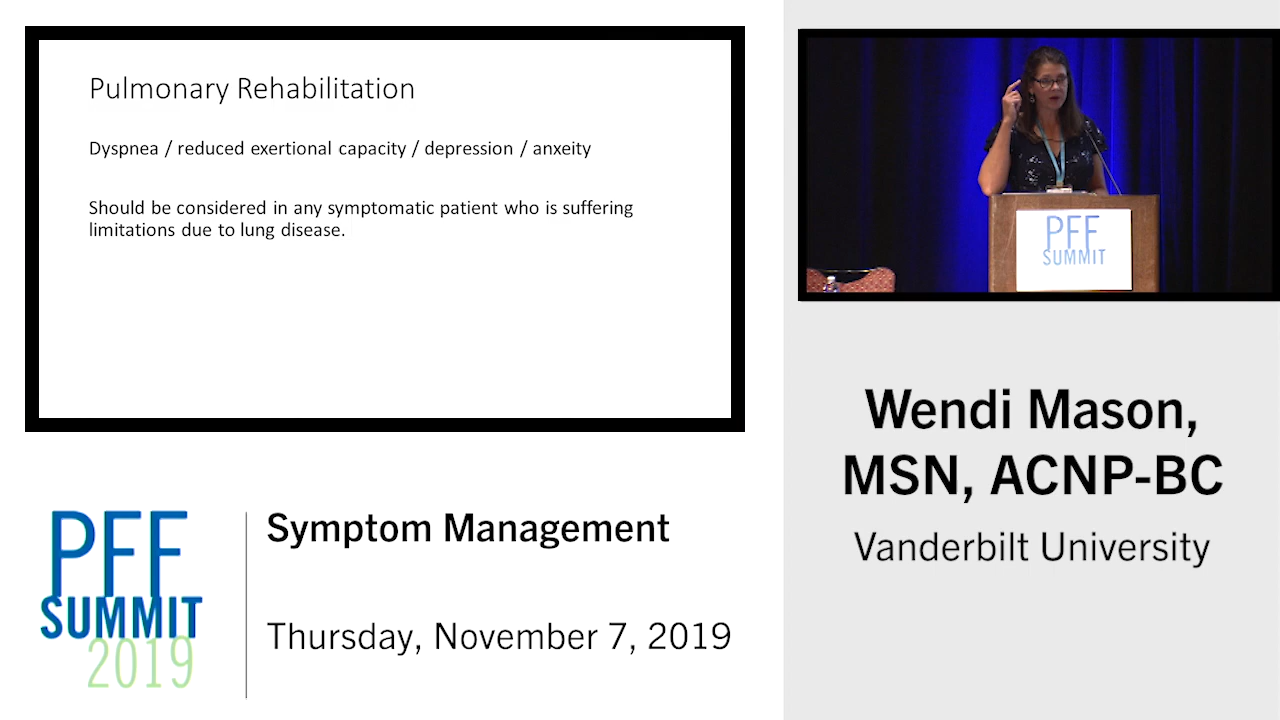 Pulmonary Rehabilitation
Dyspnea / reduced exertional capacity / depression / anxeity
Should be considered in any symptomatic patient who is suffering
limitations due to lung disease.
PFF
SUMMIT
Wendi Mason,
MSN, ACNP-BC
Vanderbilt University
PFF
SUMMIT
2019
Symptom Management
Thursday, November 7, 2019